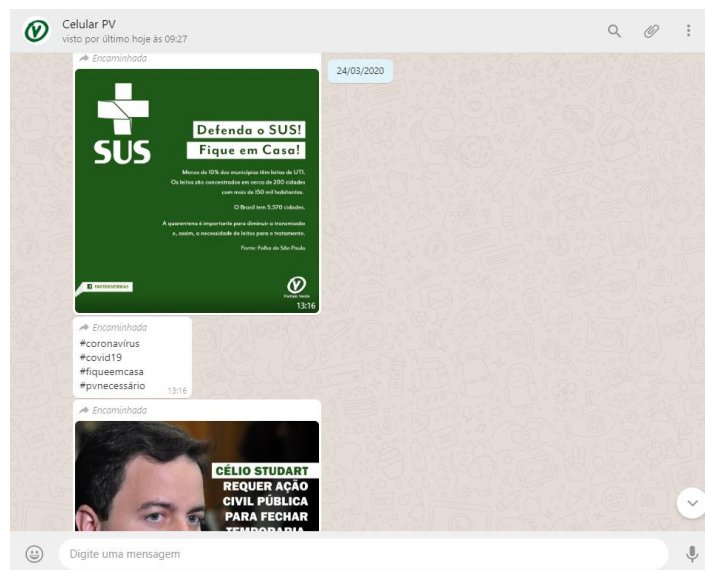 Celular PV
visto por último hoje às 09:27
Encaminhada
24/03/2020
SUS
Defenda o SUS!
Fique em Casa!
Menos de 10% dos municípios têm leitos de UTI.
Os leitos são concentrados em cerca de 200 cidades
com mais de 150 mil habitantes.
O Brasil tem 5.570 cidades.
A quarentena é importante para diminuir a transmissão
e, assim, a necessidade de leitos para o tratamento.
Fonte: Folha de São Paulo
Partido Verde
13:16
Encaminhada
#coronavírus
#covid19
#fiqueemcasa
#pvnecessário
13:16
Encaminhada
CÉLIO STUDART
REQUER AÇÃO
CIVIL PÚBLICA
PARA FECHAR
Digite uma mensagem